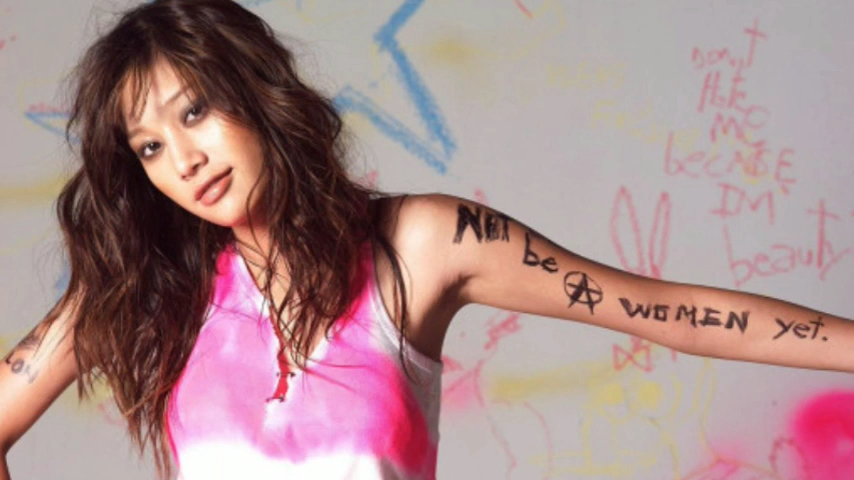 NOT be Ⓐ WOMEN yet.
Don't
Hate
ME
becAUSE
I'M
beauty